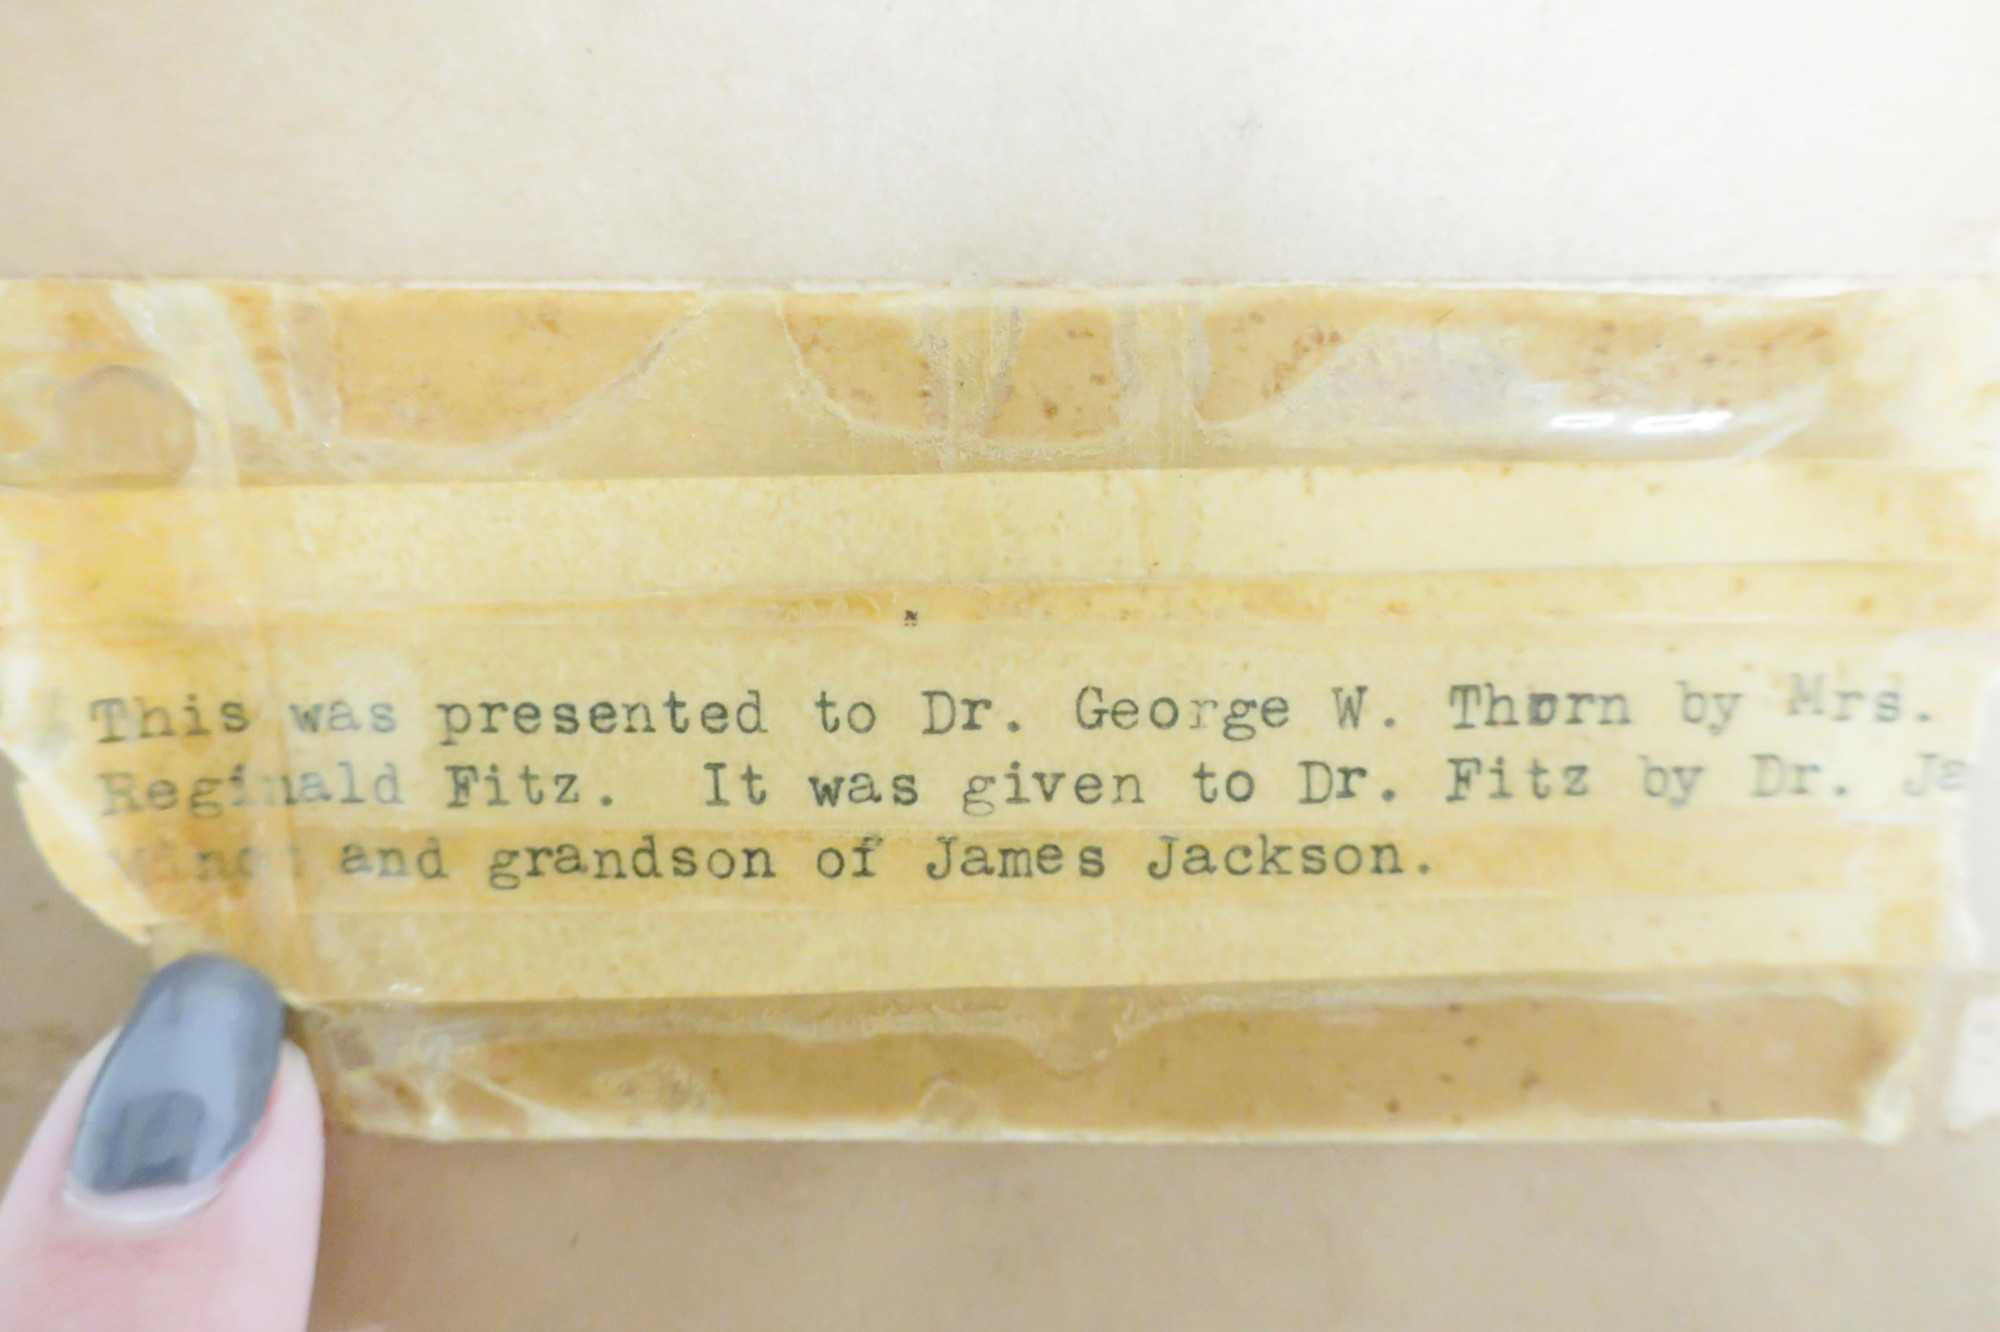 This was presented to Dr. George W. Thorn by Mrs.
Reginald Fitz. It was given to Dr. Fitz by Dr. Ja
and grandson of James Jackson.